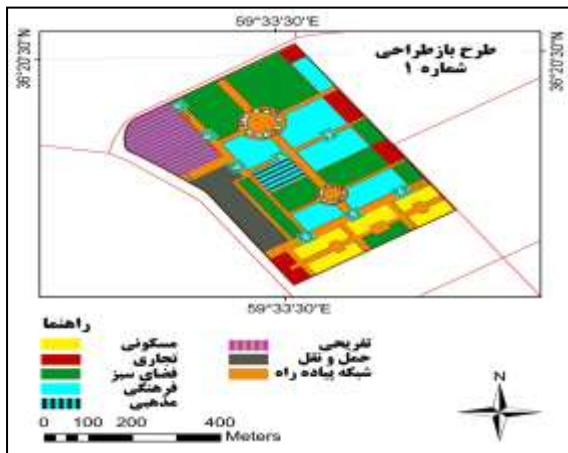 59°33'30"E
36°20'30"N
36°20'30"N
طرح بازطراحی
شماره ۱
59°33'30"E
راهنما
مسکونی
تجاری
فضای سبز
فرهنگی
مذهبی
تفریحی
حمل و نقل
شبکه پیاده راه
0 100 200 400
Meters
N